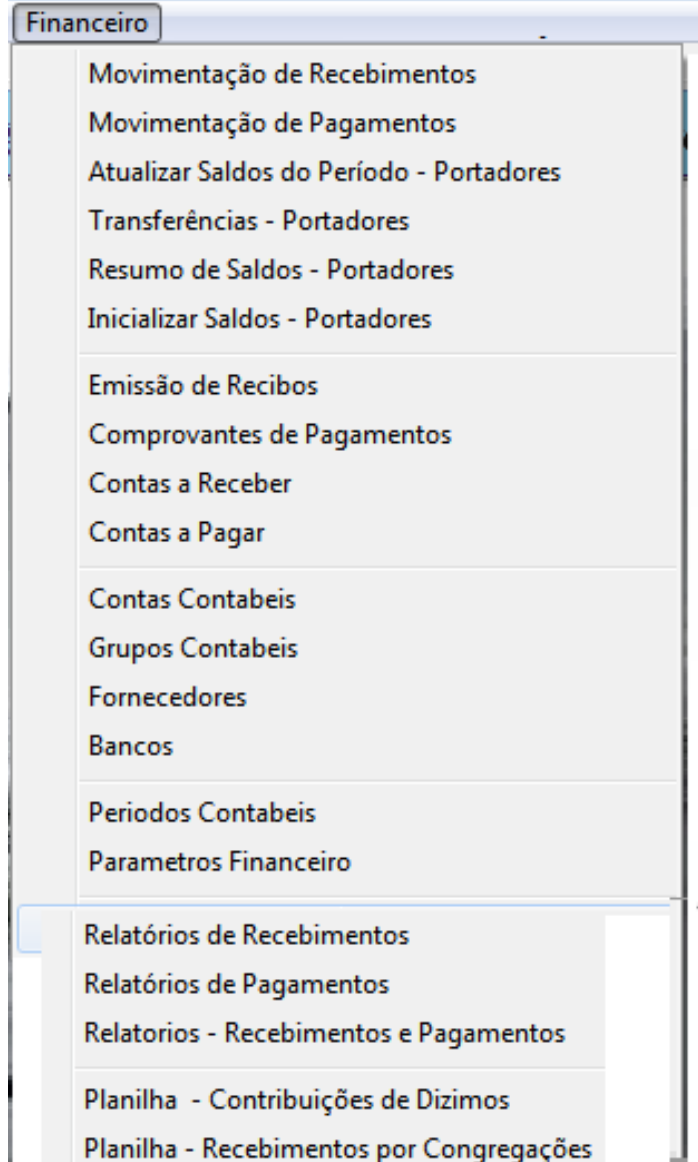 Financeiro
Movimentação de Recebimentos
Movimentação de Pagamentos
Atualizar Saldos do Período - Portadores
Transferências - Portadores
Resumo de Saldos - Portadores
Inicializar Saldos - Portadores
Emissão de Recibos
Comprovantes de Pagamentos
Contas a Receber
Contas a Pagar
Contas Contabeis
Grupos Contabeis
Fornecedores
Bancos
Periodos Contabeis
Parametros Financeiro
Relatórios de Recebimentos
Relatórios de Pagamentos
Relatorios - Recebimentos e Pagamentos
Planilha  - Contribuições de Dizimos
Planilha - Recebimentos por Congregações